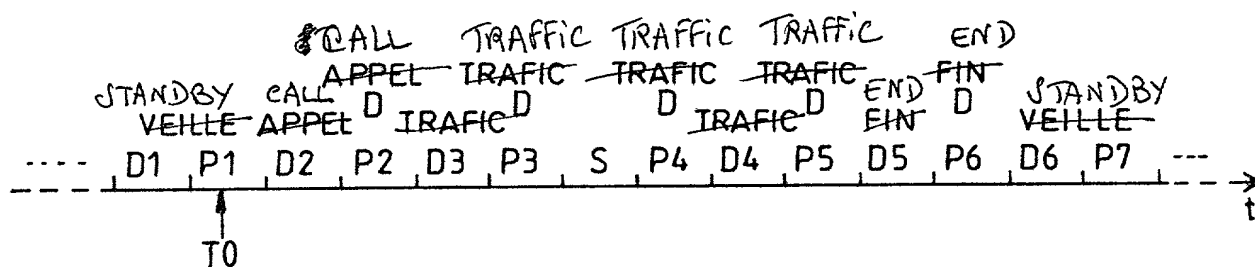 CALL TRAFFIC TRAFFIC TRAFFIC END
APPEL TRAFIC TRAFIC TRAFIC FIN
STANDBY CALL D D D D END D STANDBY
VEILLE APPEL TRAFIC TRAFIC FIN VEILLE
---- D1 P1 D2 P2 D3 P3 S P4 D4 P5 D5 P6 D6 P7 ---
t
T0